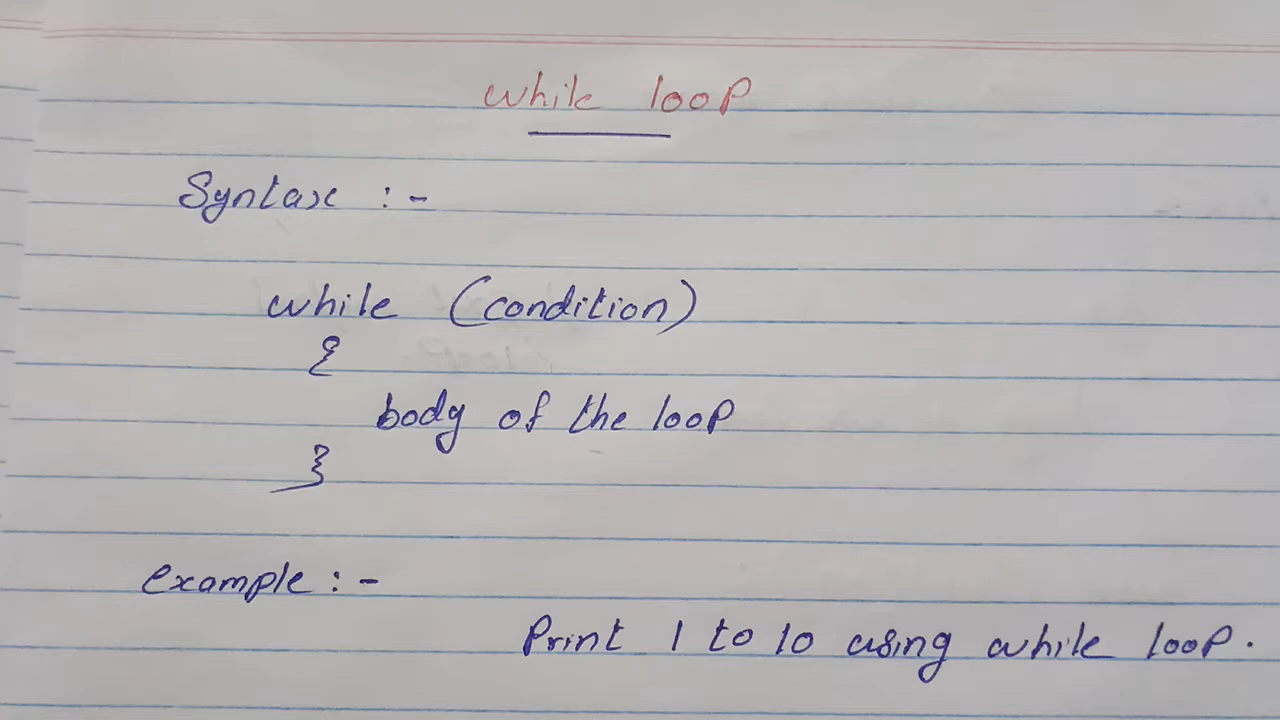 while loop
Syntax :-
while (condition)
{
body of the loop
}
example :-
Print 1 to 10 using while loop.